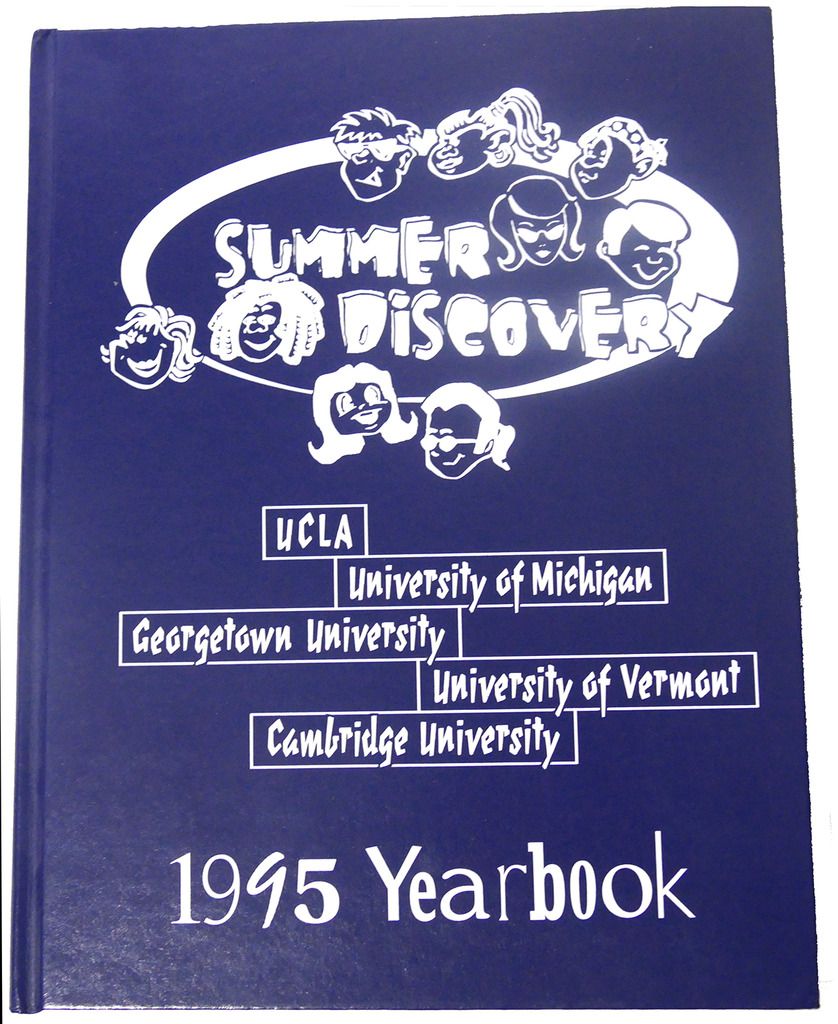 SUMMER
DISCOVERY
UCLA
University of Michigan
Georgetown University
University of Vermont
Cambridge University
1995 Yearbook